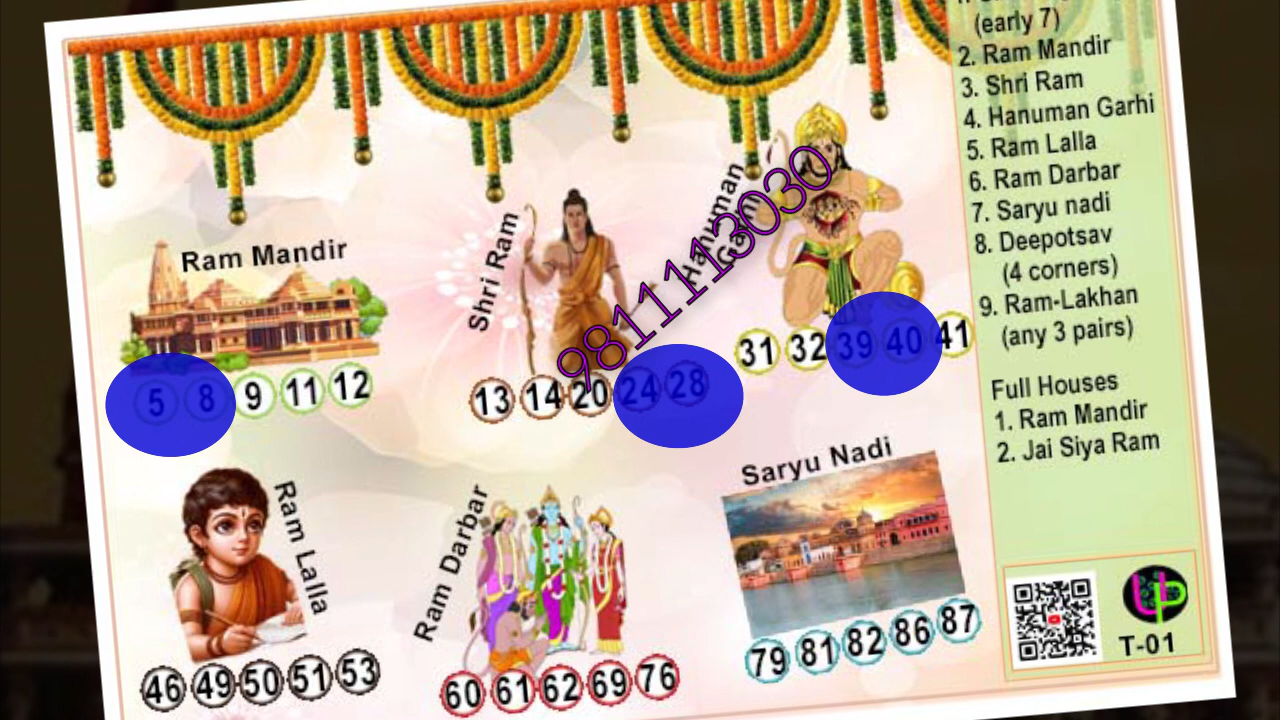 (early 7)
2. Ram Mandir
3. Shri Ram
4. Hanuman Garhi
5. Ram Lalla
6. Ram Darbar
7. Saryu nadi
8. Deepotsav
(4 corners)
9. Ram-Lakhan
(any 3 pairs)
Full Houses
1. Ram Mandir
2. Jai Siya Ram
Ram Mandir
5 8 9 11 12
Shri Ram
13 14 20 24 28
Hanuman
31 32 39 40 41
9811113030
Ram Lalla
46 49 50 51 53
Ram Darbar
60 61 62 69 76
Saryu Nadi
79 81 82 86 87
T-01